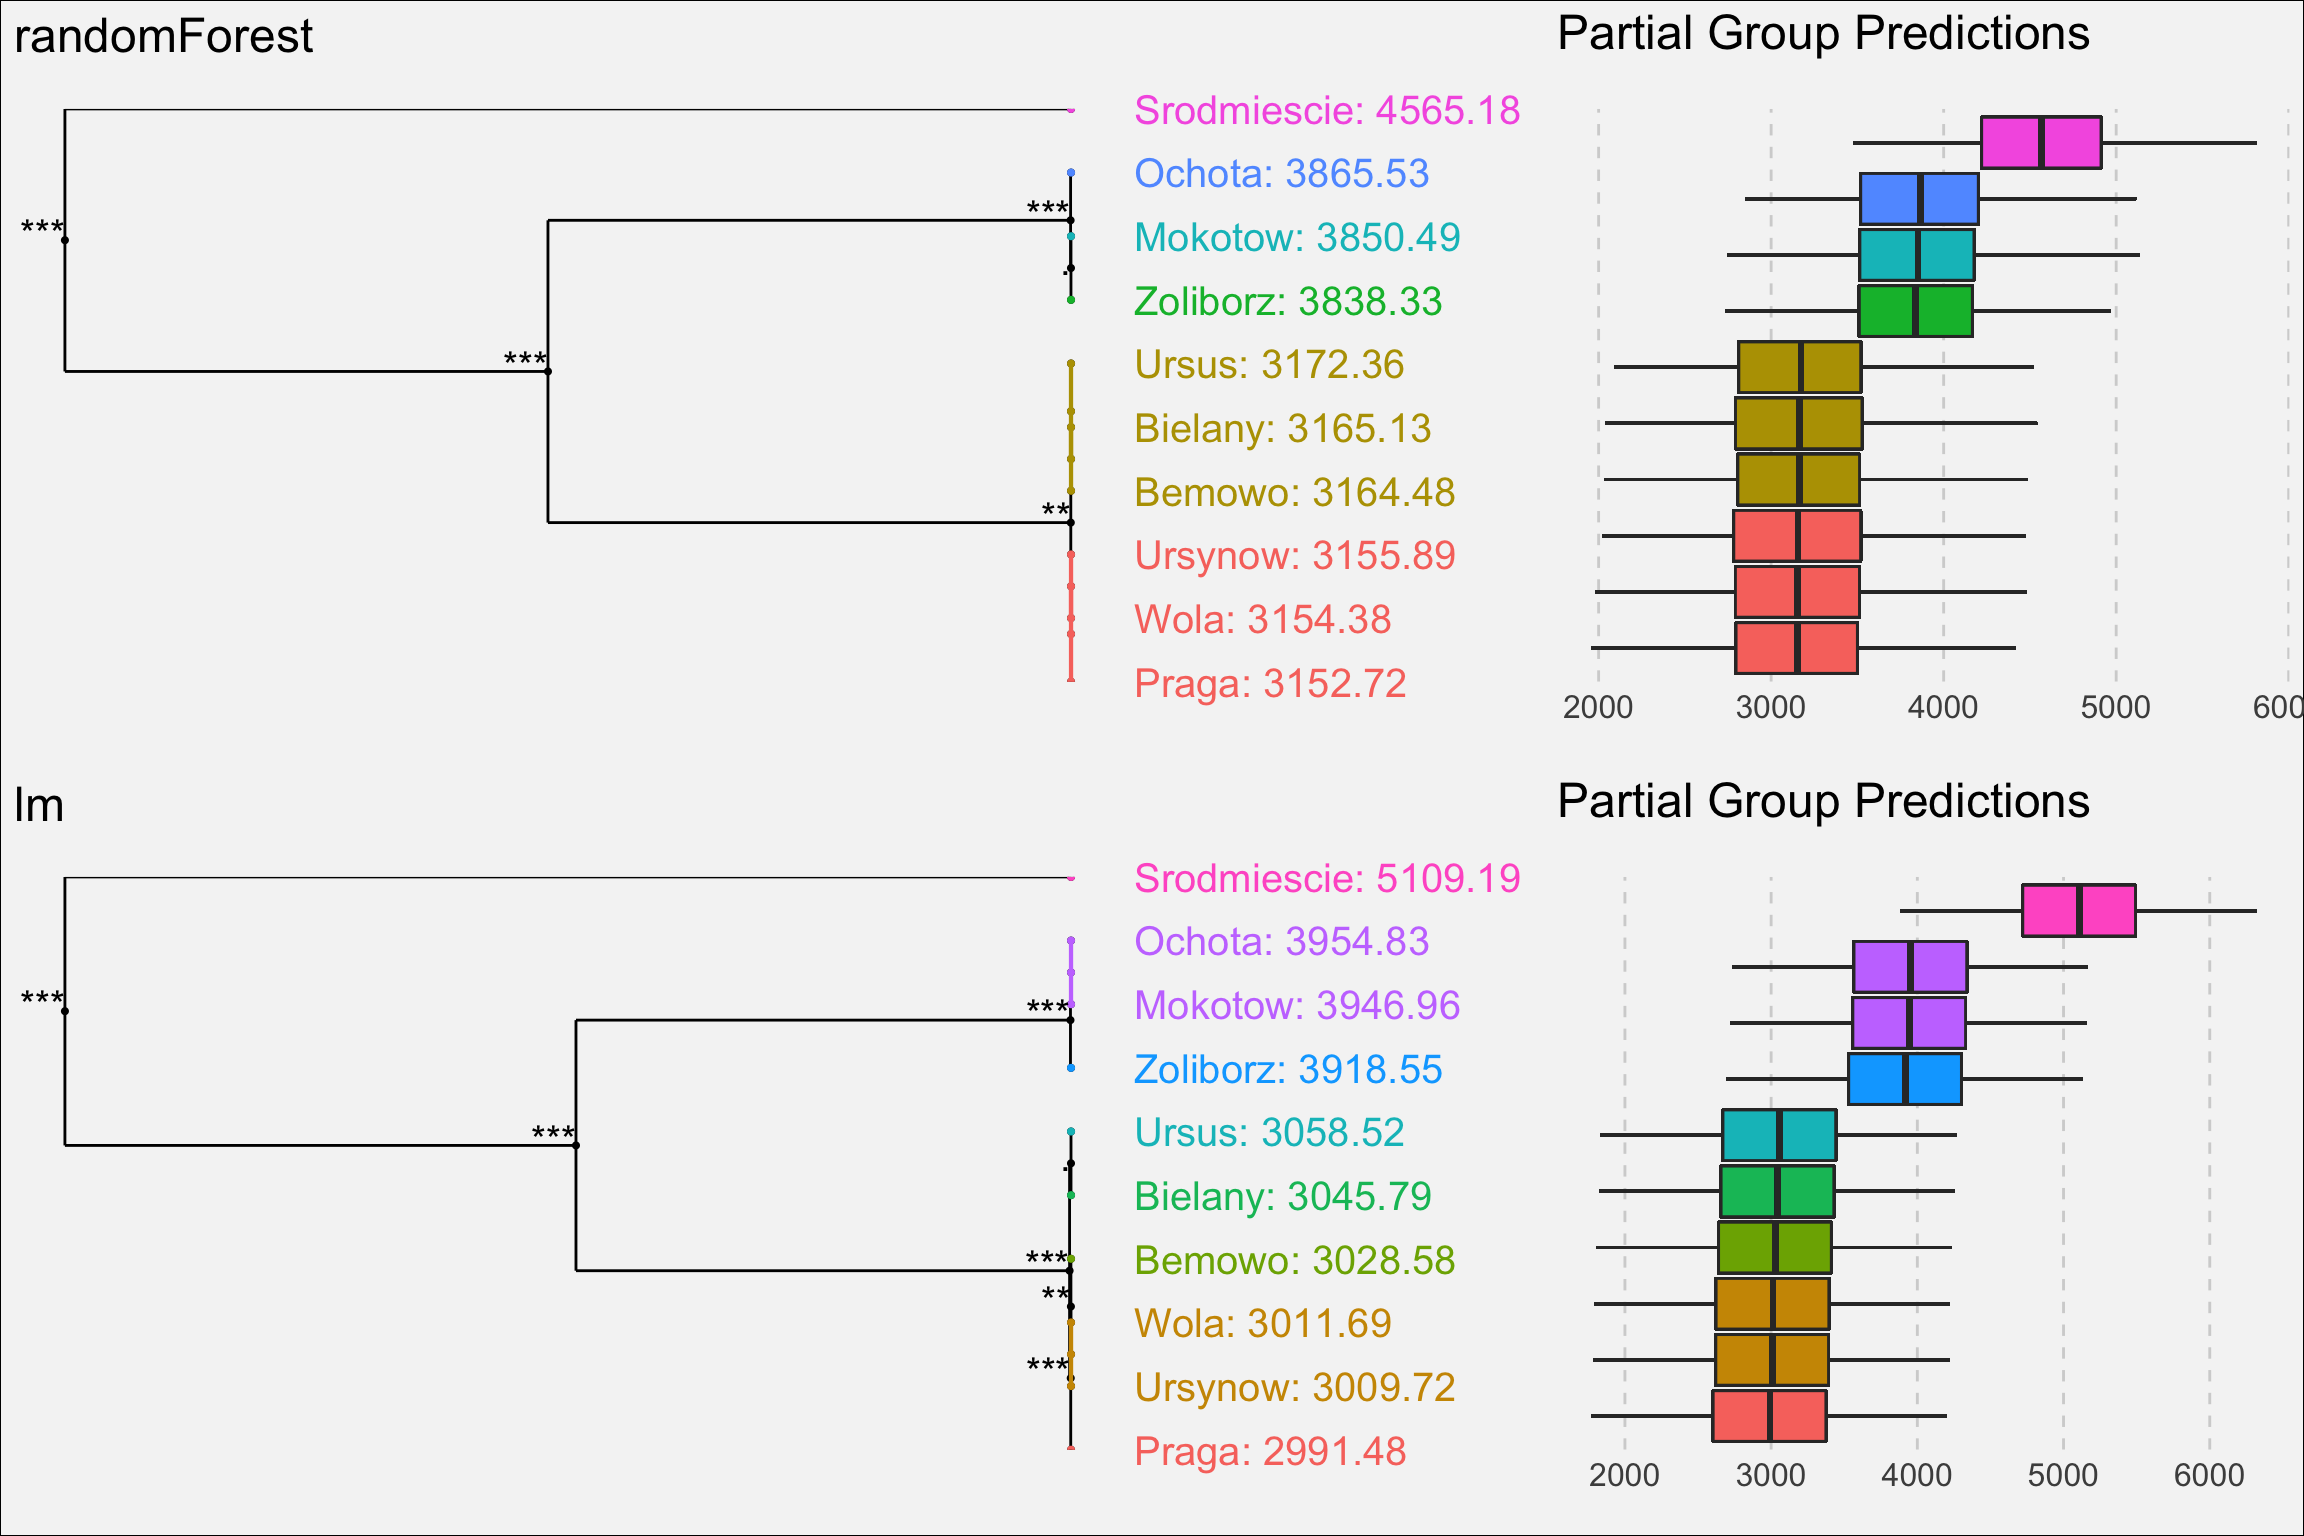 randomForest
Partial Group Predictions
Srodmiescie: 4565.18
Ochota: 3865.53
***
***
Mokotow: 3850.49
.
Zoliborz: 3838.33
***
Ursus: 3172.36
Bielany: 3165.13
Bemowo: 3164.48
**
Ursynow: 3155.89
Wola: 3154.38
Praga: 3152.72
2000 3000 4000 5000 600
lm
Partial Group Predictions
Srodmiescie: 5109.19
Ochota: 3954.83
***
***
Mokotow: 3946.96
Zoliborz: 3918.55
***
Ursus: 3058.52
.
Bielany: 3045.79
***
Bemowo: 3028.58
**
Wola: 3011.69
***
Ursynow: 3009.72
Praga: 2991.48
2000 3000 4000 5000 6000